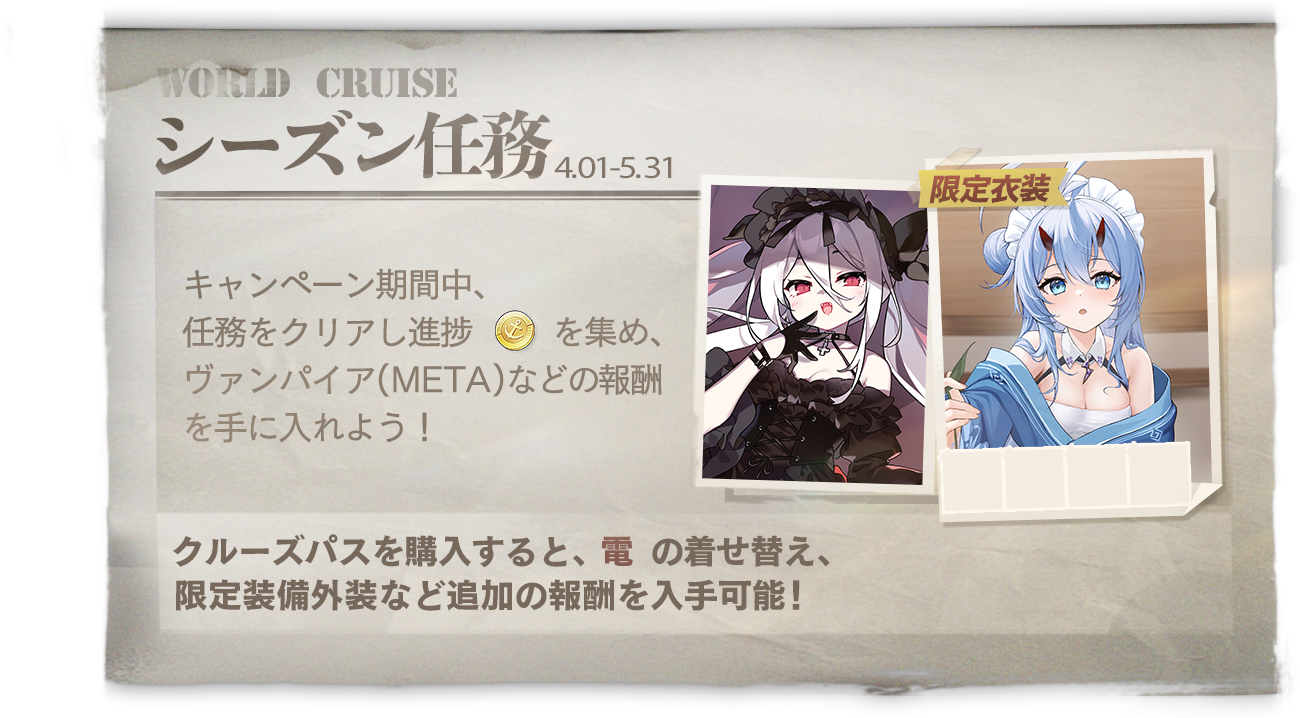 WORLD CRUISE
シーズン任務 4.01-5.31
限定衣装
キャンペーン期間中、
任務をクリアし進捗 を集め、
ヴァンパイア(META)などの報酬
を手に入れよう！
クルーズパスを購入すると、電 の着せ替え、
限定装備外装など追加の報酬を入手可能！